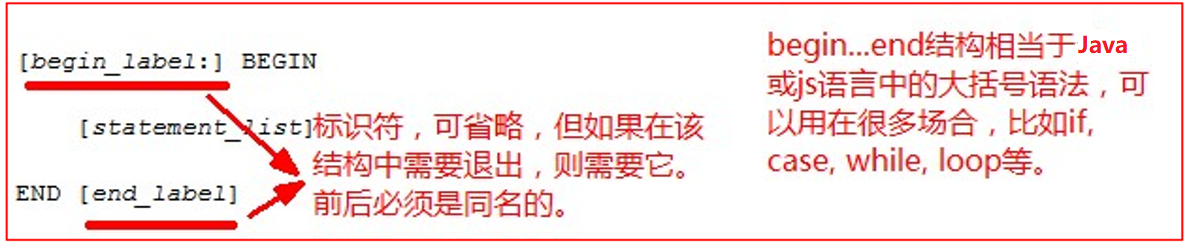 [begin_label:] BEGIN
[statement_list]
END [end_label]
标识符，可省略，但如果在该
结构中需要退出，则需要它。
前后必须是同名的。
begin...end结构相当于Java
或js语言中的大括号语法，可
以用在很多场合，比如if,
case, while, loop等。